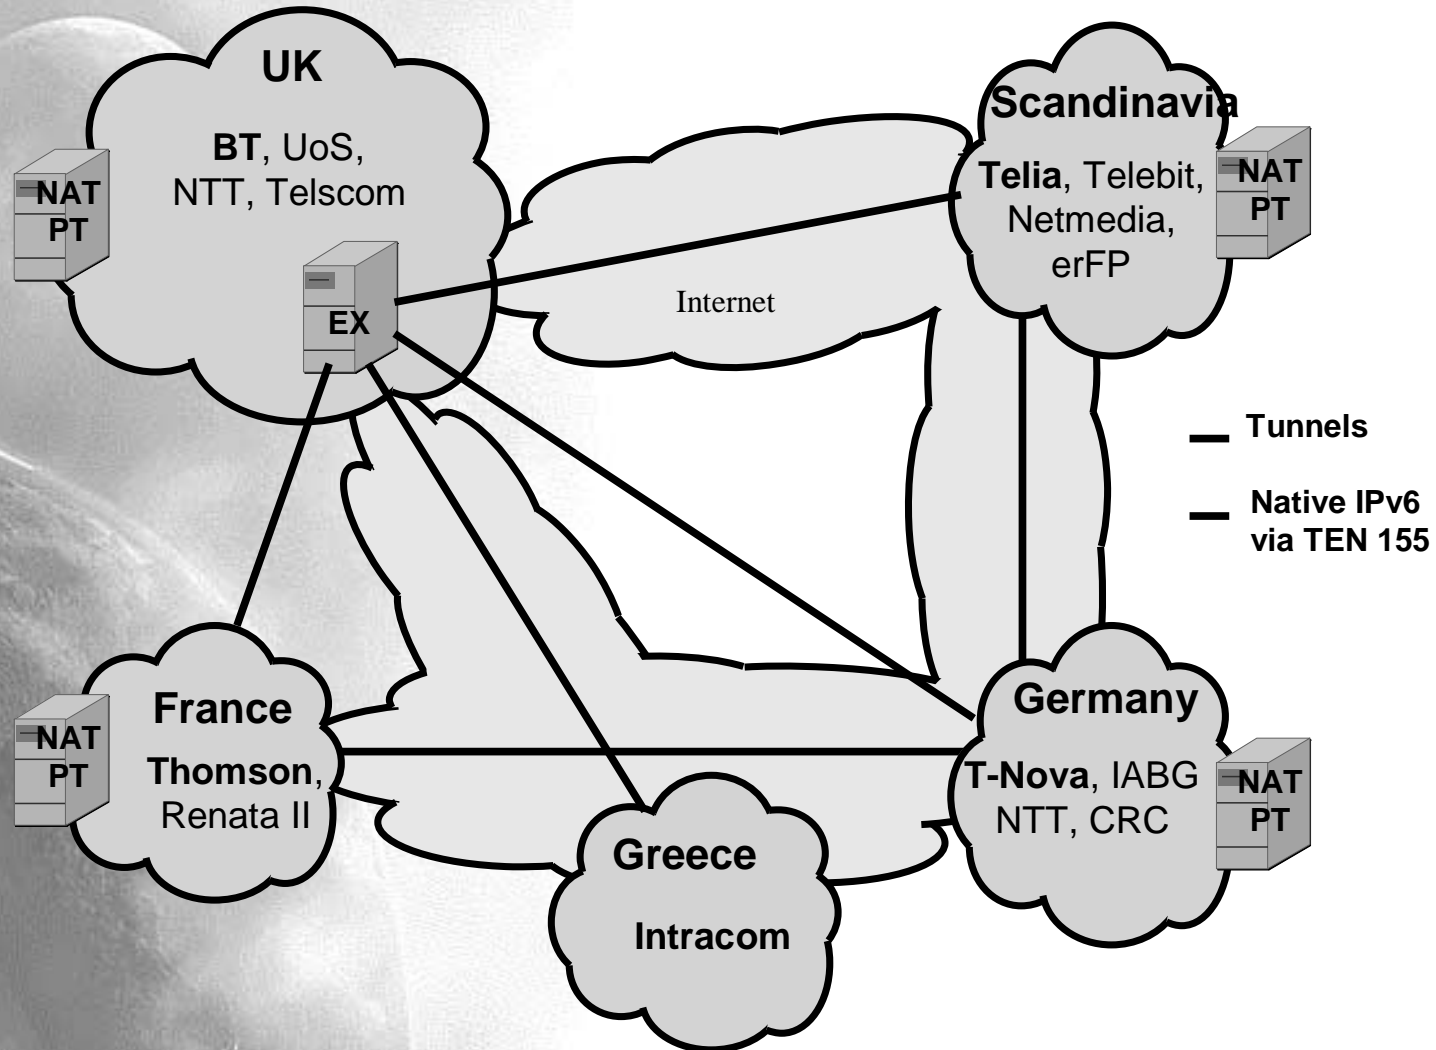 UK
BT, UoS,
NTT, Telscom
NAT
PT
EX
Scandinavia
Telia, Telebit,
Netmedia,
erFP
NAT
PT
Internet
Tunnels
Native IPv6
via TEN 155
France
Thomson,
Renata II
NAT
PT
Greece
Intracom
Germany
T-Nova, IABG
NTT, CRC
NAT
PT